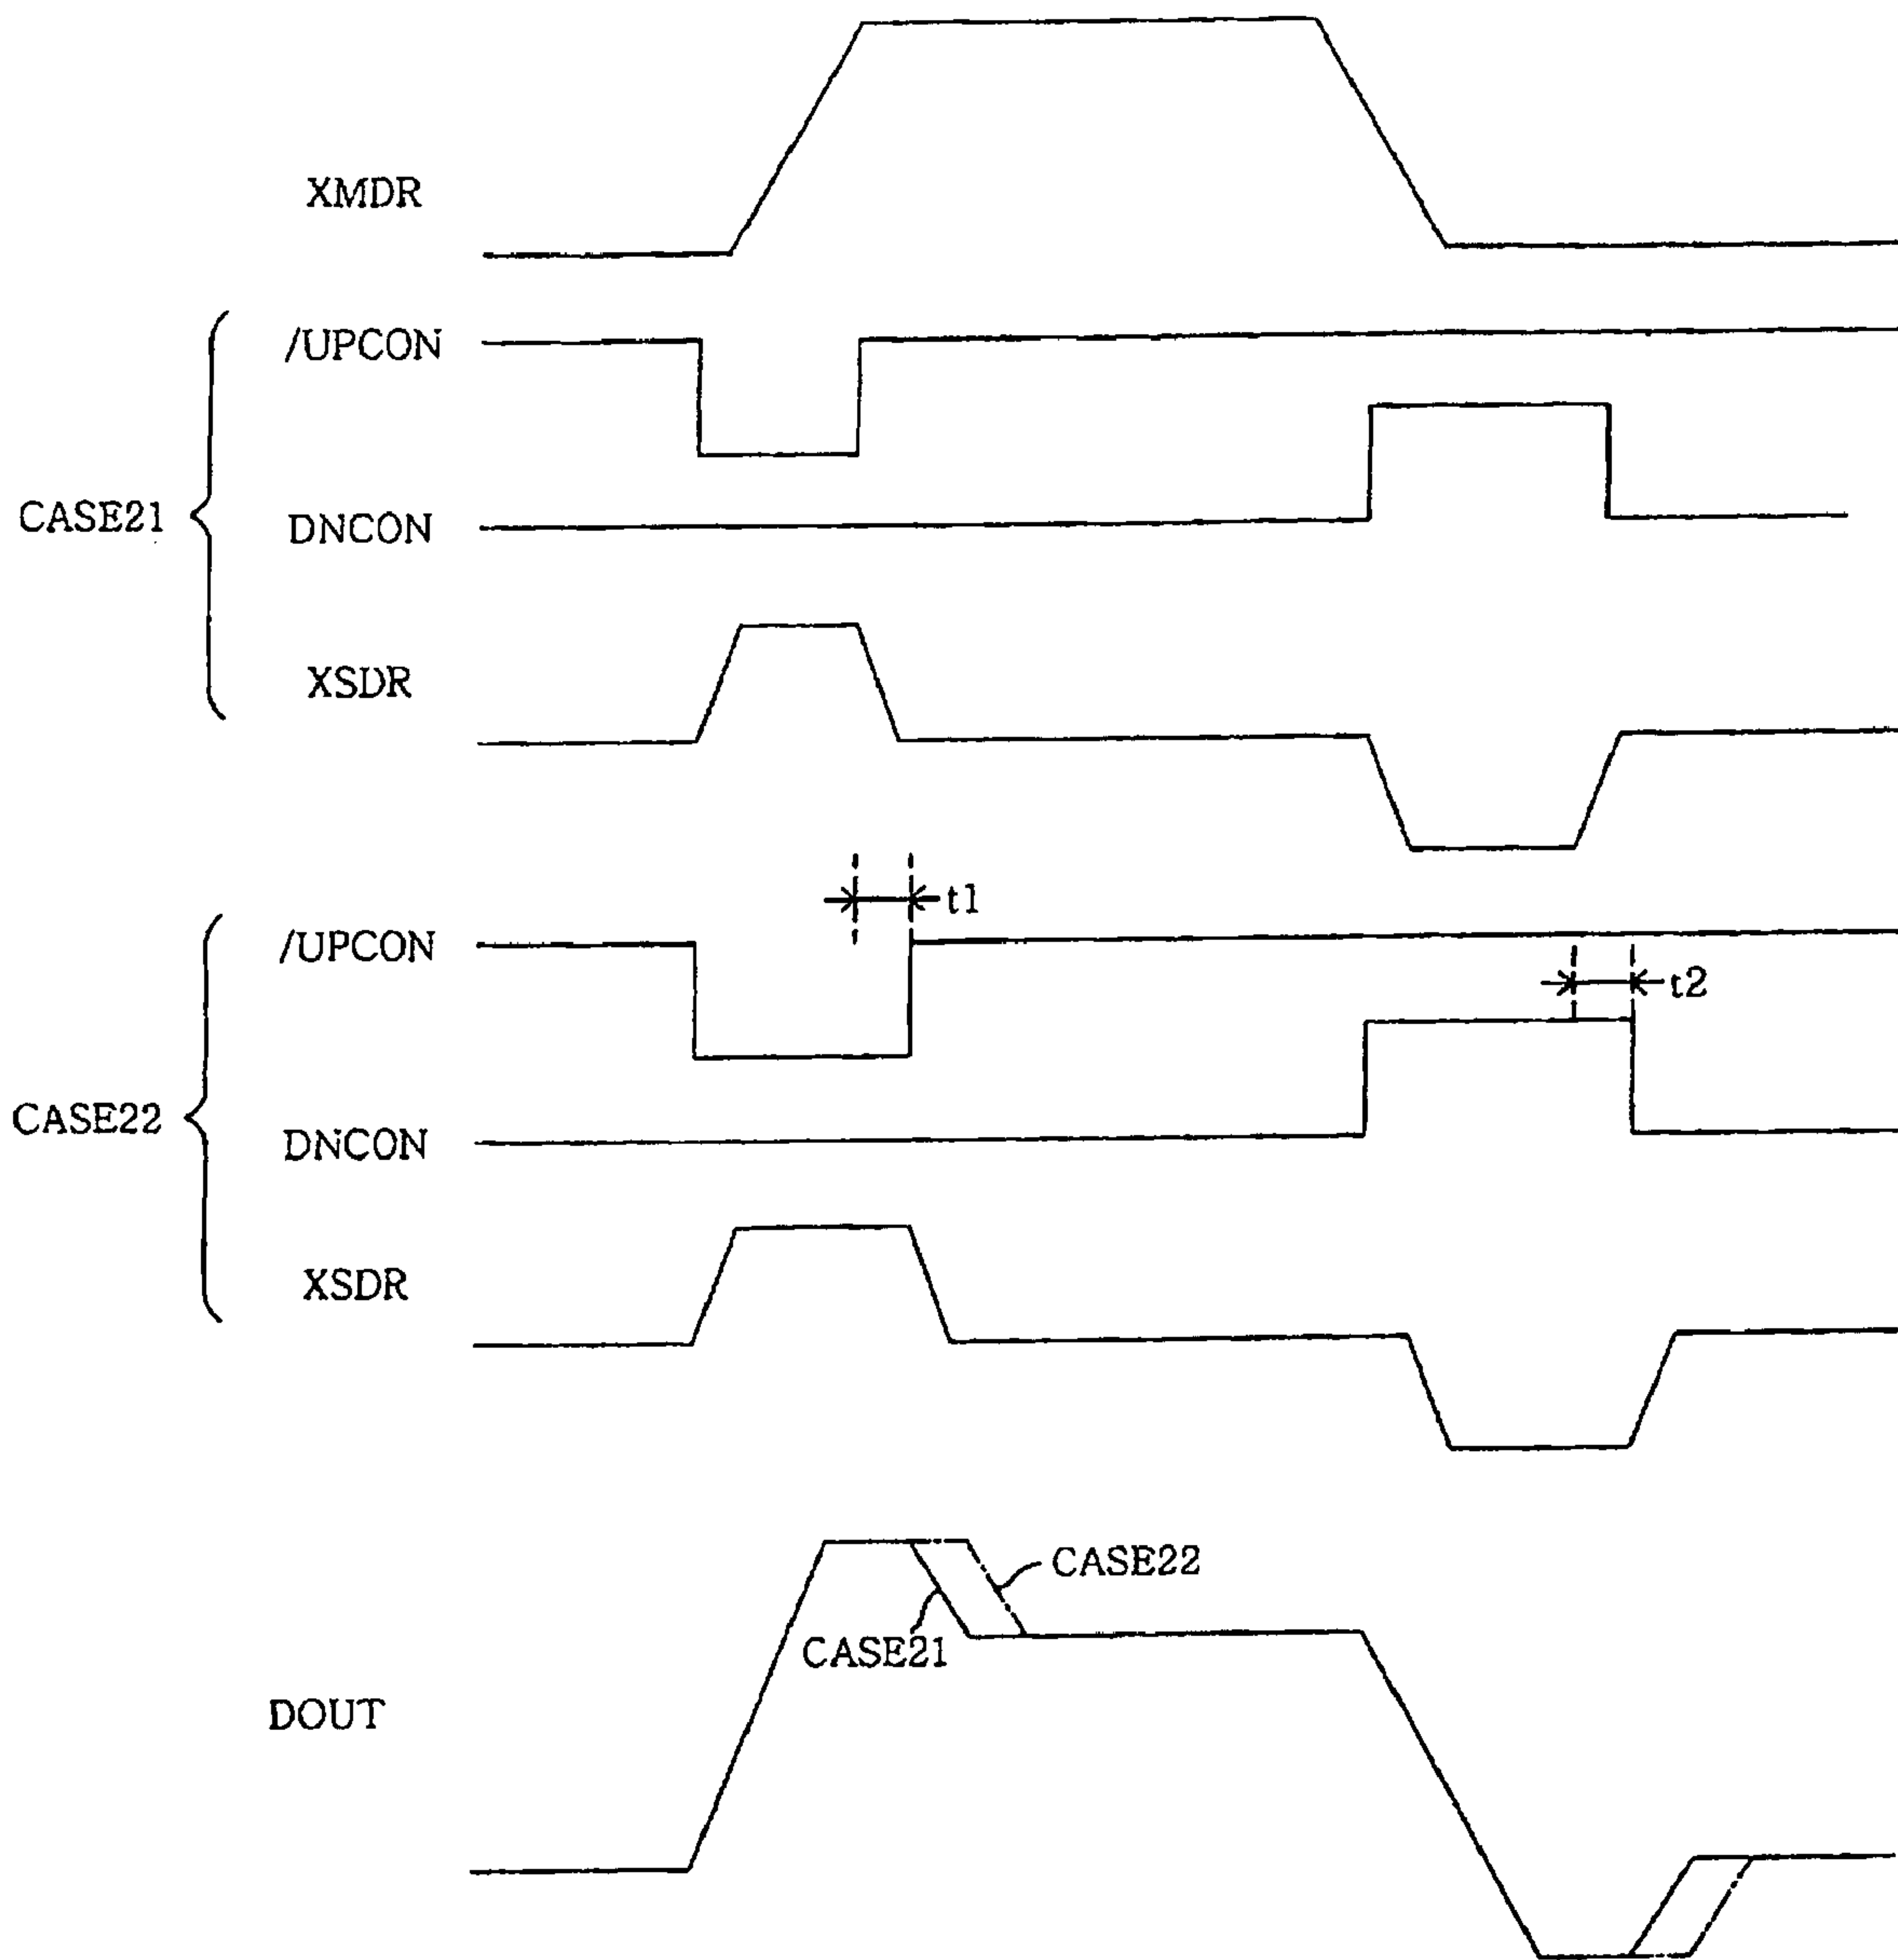 XMDR
/UPCON
CASE21
DNCON
XSDR
t1
/UPCON
t2
CASE22
DNCON
XSDR
CASE22
CASE21
DOUT